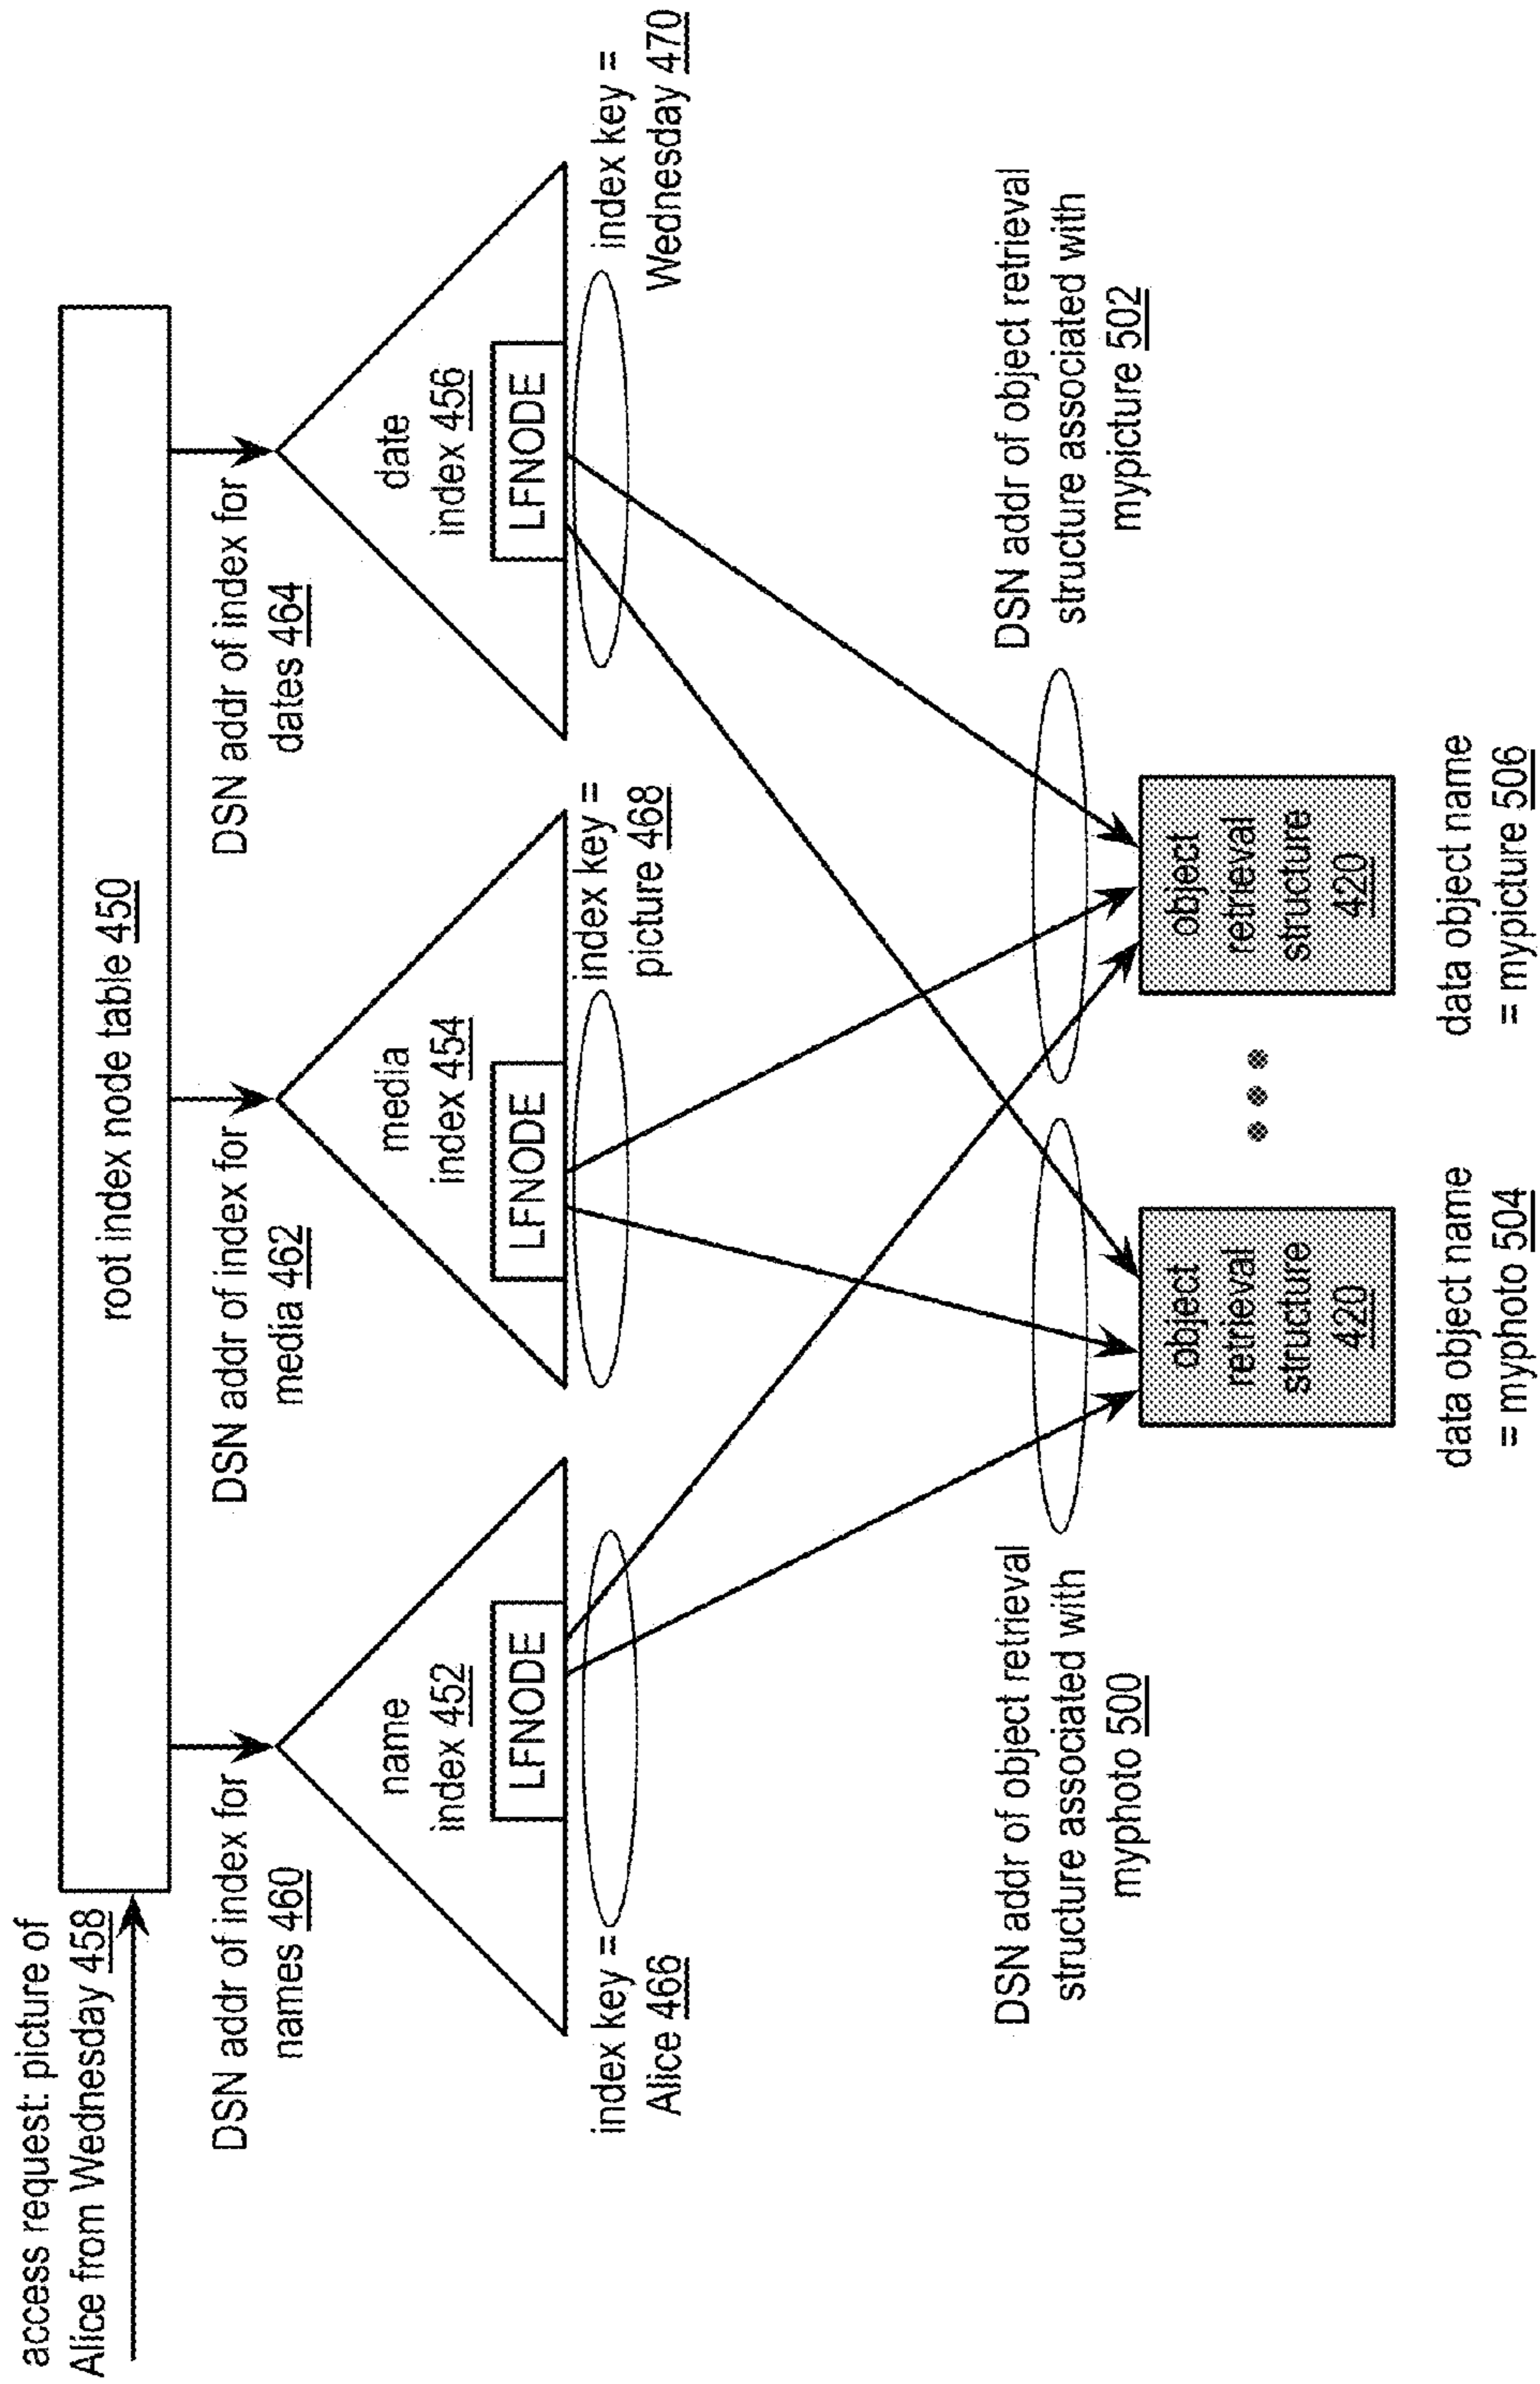 access request: picture of
Alice from Wednesday 458
root index node table 450
DSN addr of index for
names 460
DSN addr of index for
media 462
DSN addr of index for
dates 464
name
index 452
LFNODE
media
index 454
LFNODE
date
index 456
LFNODE
index key =
Alice 466
index key =
picture 468
index key =
Wednesday 470
DSN addr of object retrieval
structure associated with
myphoto 500
DSN addr of object retrieval
structure associated with
mypicture 502
object
retrieval
structure
420
object
retrieval
structure
420
data object name
= myphoto 504
data object name
= mypicture 506